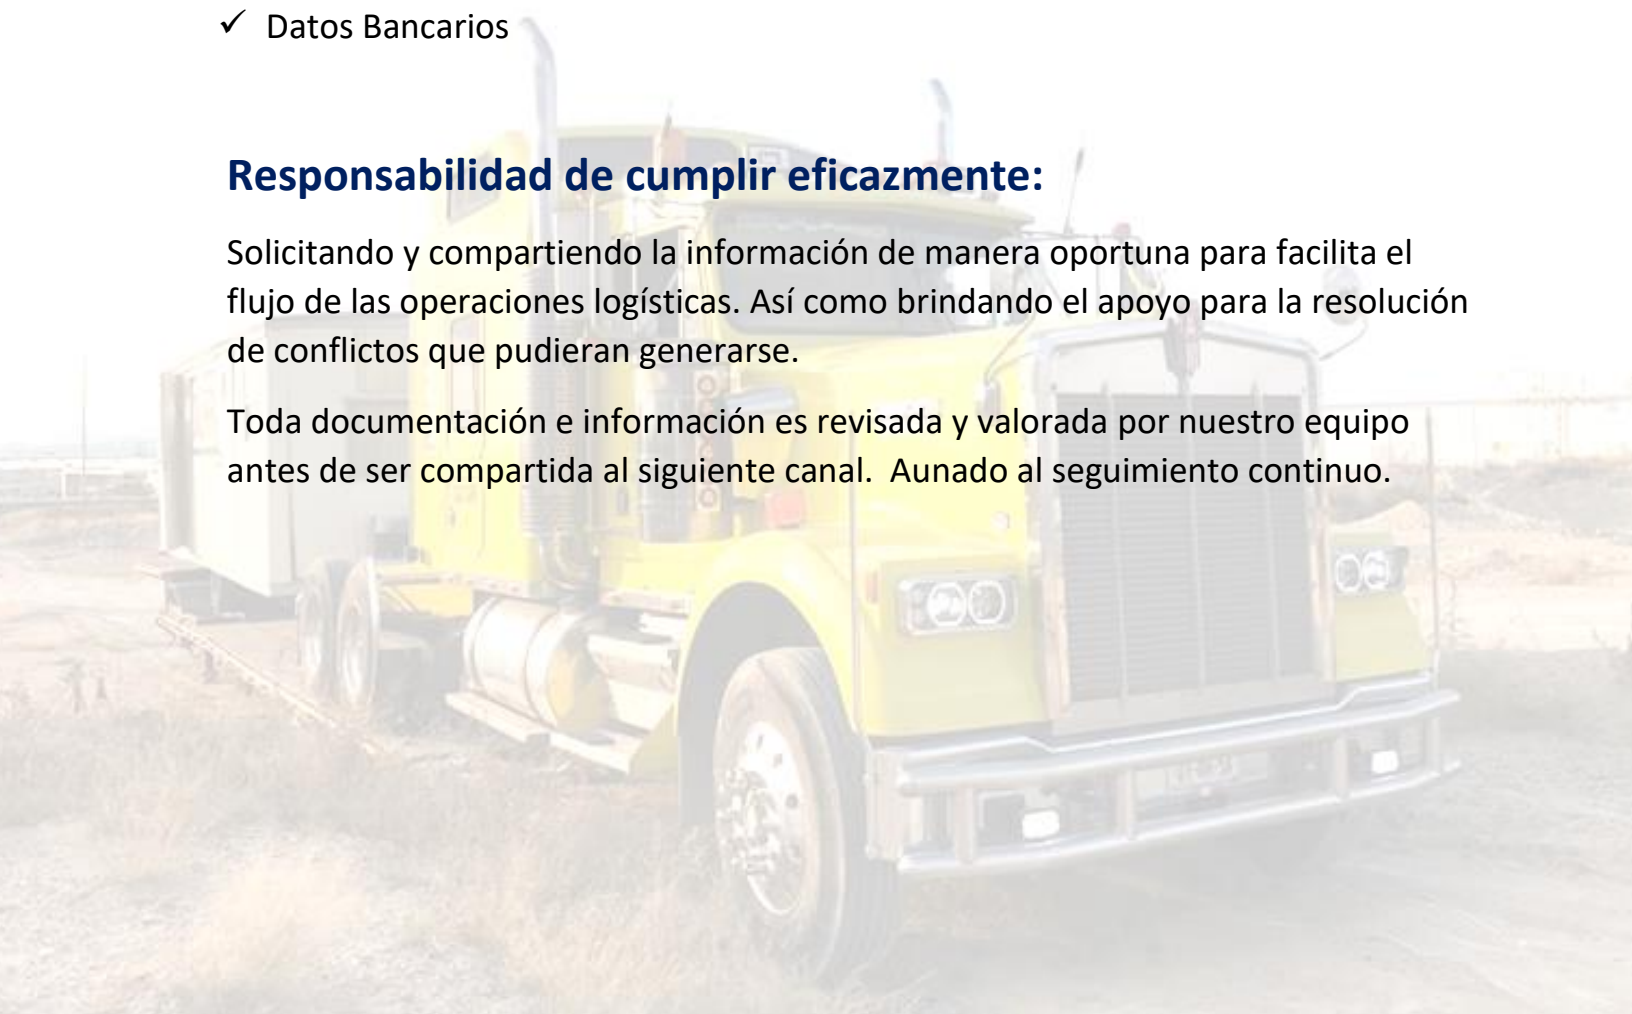 ✓ Datos Bancarios
Responsabilidad de cumplir eficazmente:
Solicitando y compartiendo la información de manera oportuna para facilita el
flujo de las operaciones logísticas. Así como brindando el apoyo para la resolución
de conflictos que pudieran generarse.
Toda documentación e información es revisada y valorada por nuestro equipo
antes de ser compartida al siguiente canal.  Aunado al seguimiento continuo.